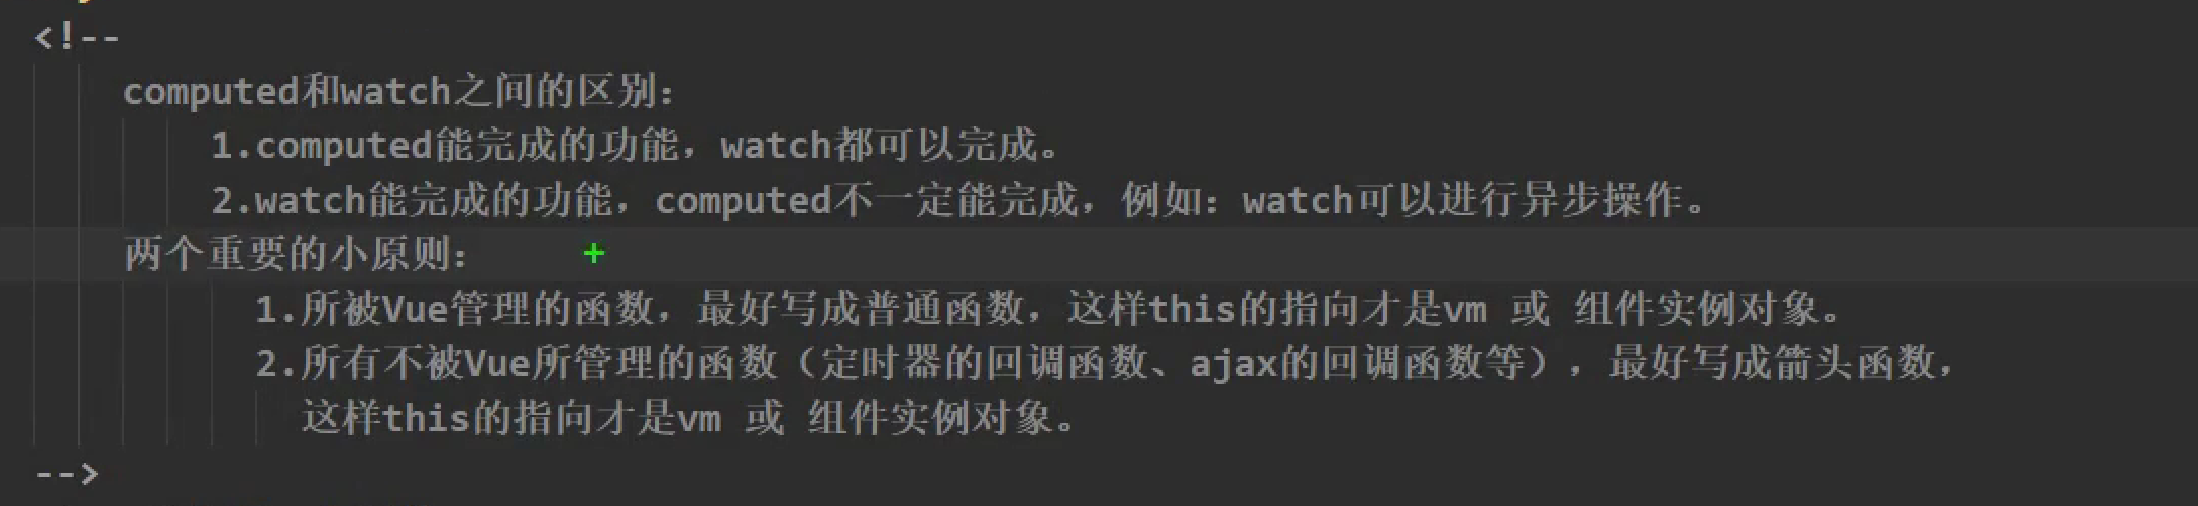 <!--
computed和watch之间的区别：
1.computed能完成的功能，watch都可以完成。
2.watch能完成的功能，computed不一定能完成，例如：watch可以进行异步操作。
两个重要的小原则：
1.所被Vue管理的函数，最好写成普通函数，这样this的指向才是vm 或 组件实例对象。
2.所有不被Vue所管理的函数（定时器的回调函数、ajax的回调函数等），最好写成箭头函数，
这样this的指向才是vm 或 组件实例对象。
-->